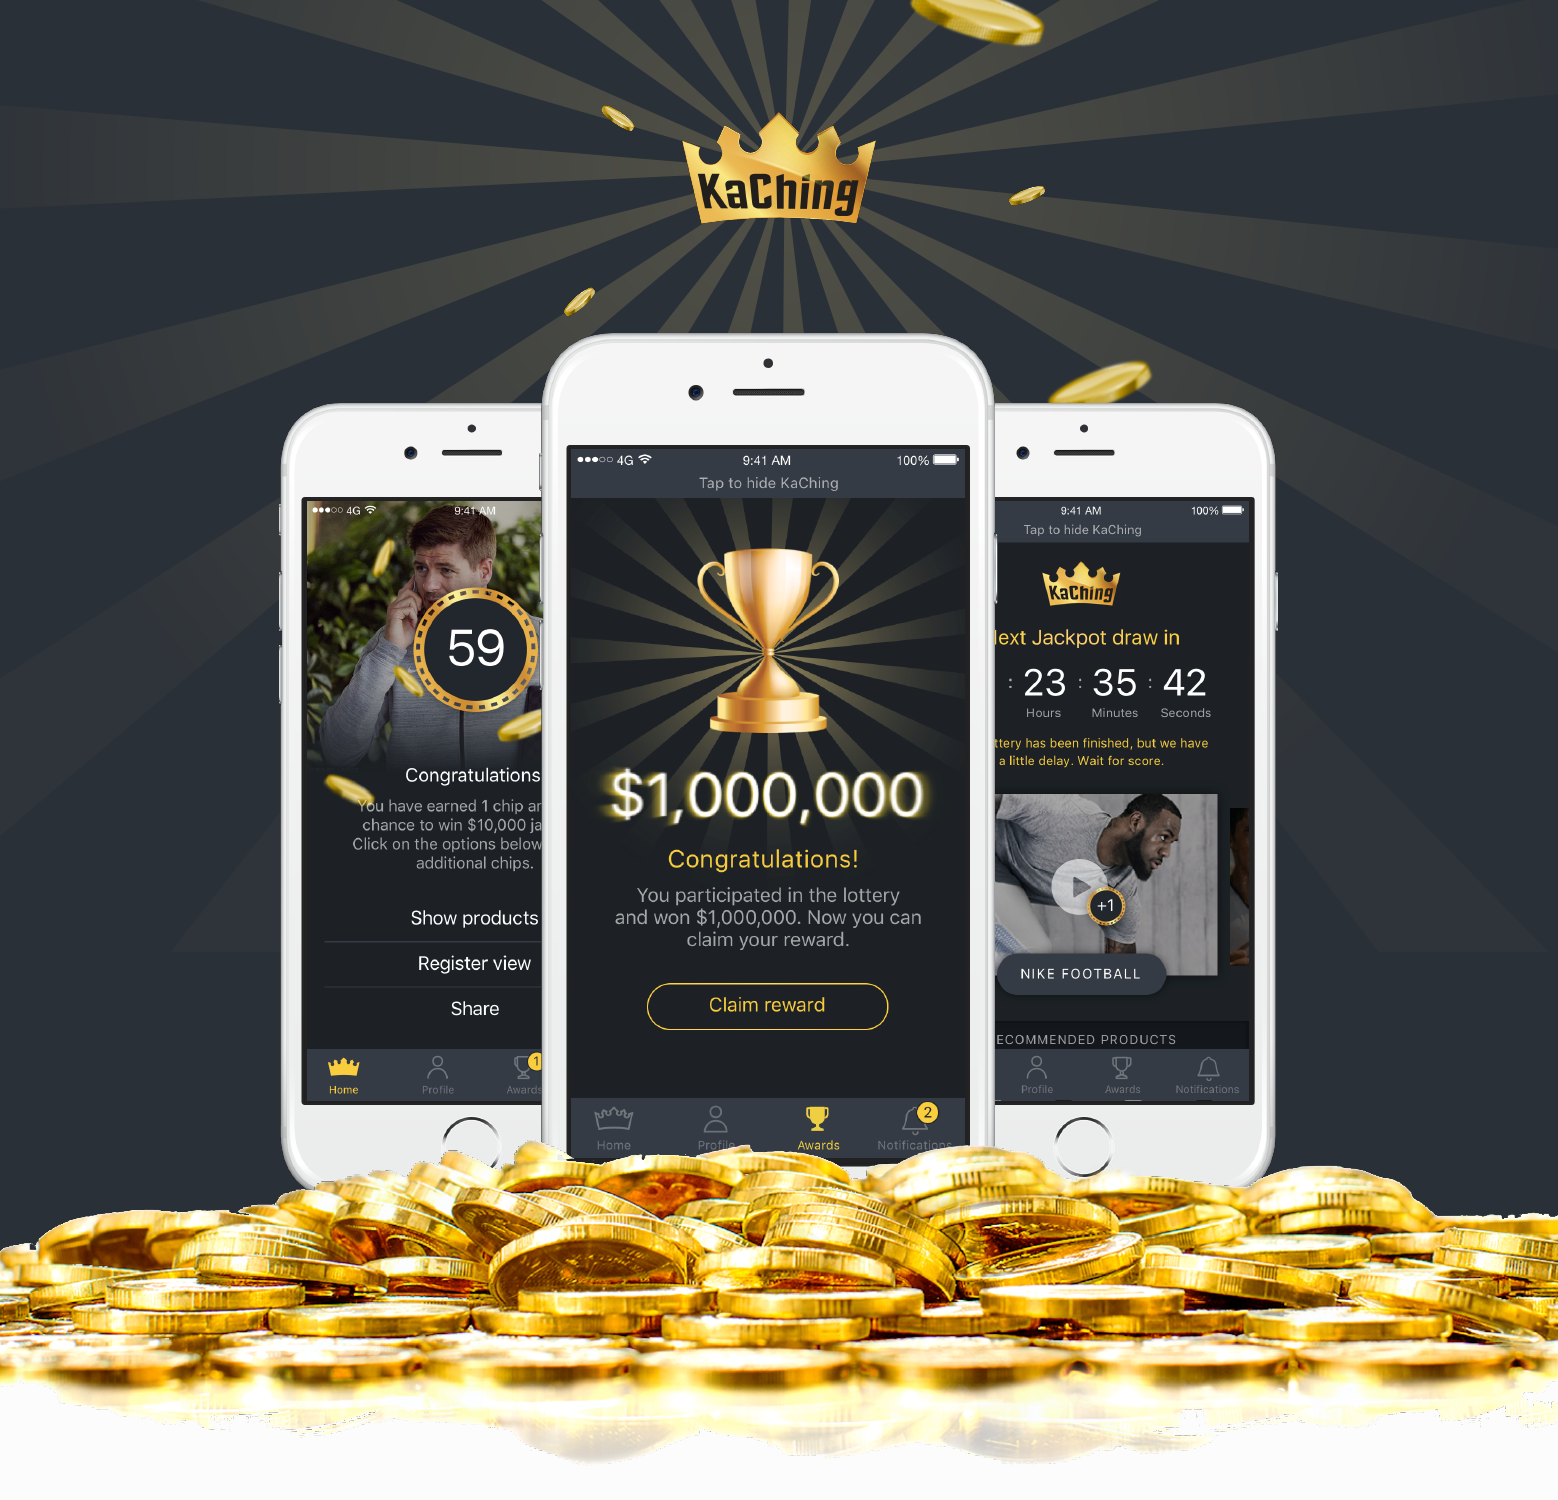 KaChing
4G
9:41 AM
59
Congratulations
You have earned 1 chip
chance to win $10,000
Click on the options below
additional chips.
Show products
Register view
Share
1
Home
Profile
Awards
4G
9:41 AM
100%
Tap to hide KaChing
$1,000,000
Congratulations!
You participated in the lottery
and won $1,000,000. Now you can
claim your reward.
Claim reward
2
Home
Profile
Awards
Notifications
9:41 AM
100%
Tap to hide KaChing
KaChing
Jackpot draw in
: 23 : 35 : 42
Hours Minutes Seconds
has been finished, but we have
a little delay. Wait for score.
+1
NIKE FOOTBALL
PRODUCTS
Profile
Awards
Notifications